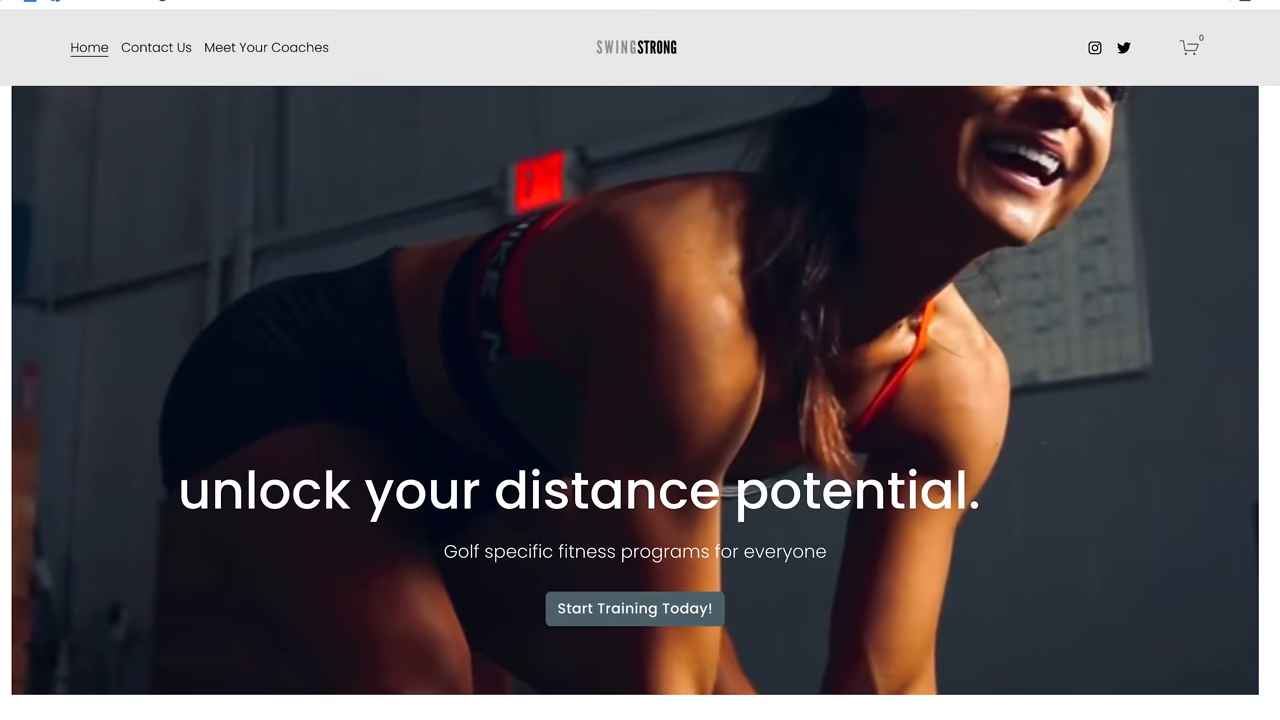 Home Contact Us Meet Your Coaches
SWINGSTRONG
0
unlock your distance potential.
Golf specific fitness programs for everyone
Start Training Today!